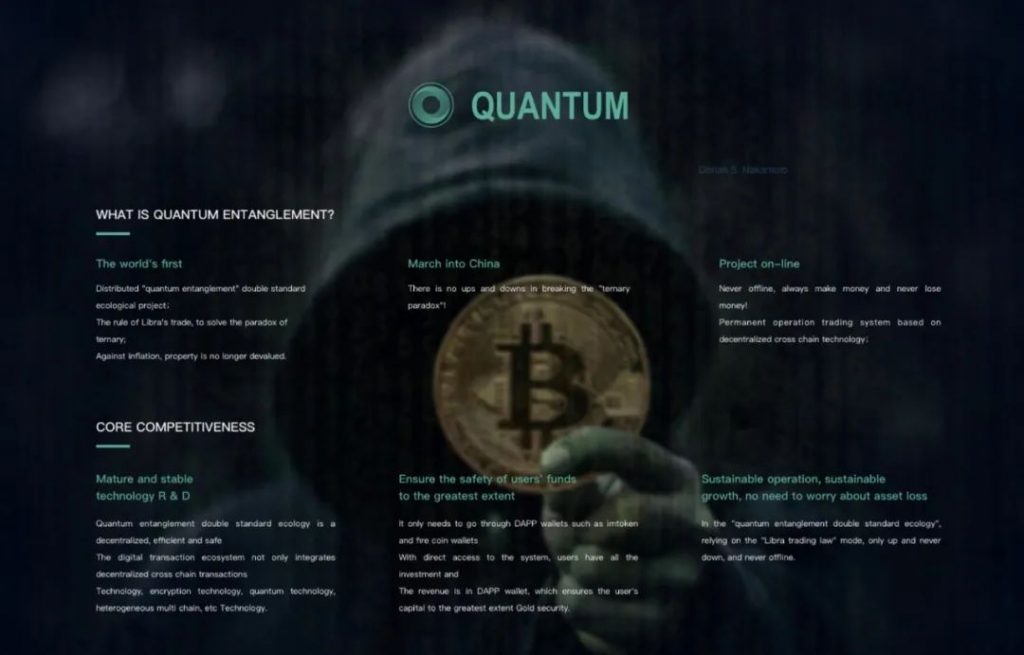 QUANTUM
WHAT IS QUANTUM ENTANGLEMENT?
The world's first
Distributed "quantum entanglement" double standard
ecological project;
The rule of Libra's trade, to solve the paradox of
ternary;
Against inflation, property is no longer devalued.
March into China
There is no ups and downs in breaking the "ternary
paradox"!
Project on-line
Never offline, always make money and never lose
money!
Permanent operation trading system based on
decentralized cross chain technology;
CORE COMPETITIVENESS
Mature and stable
technology R & D
Quantum entanglement double standard ecology is a
decentralized, efficient and safe
The digital transaction ecosystem not only integrates
decentralized cross chain transactions
Technology, encryption technology, quantum technology,
heterogeneous multi chain, etc Technology.
Ensure the safety of users' funds
to the greatest extent
It only needs to go through DAPP wallets such as imtoken
and fire coin wallets
With direct access to the system, users have all the
investment and
The revenue is in DAPP wallet, which ensures the user's
capital to the greatest extent Gold security.
Sustainable operation, sustainable
growth, no need to worry about asset loss
In the "quantum entanglement double standard ecology",
relying on the "Libra trading law" mode, only up and never
down, and never offline.